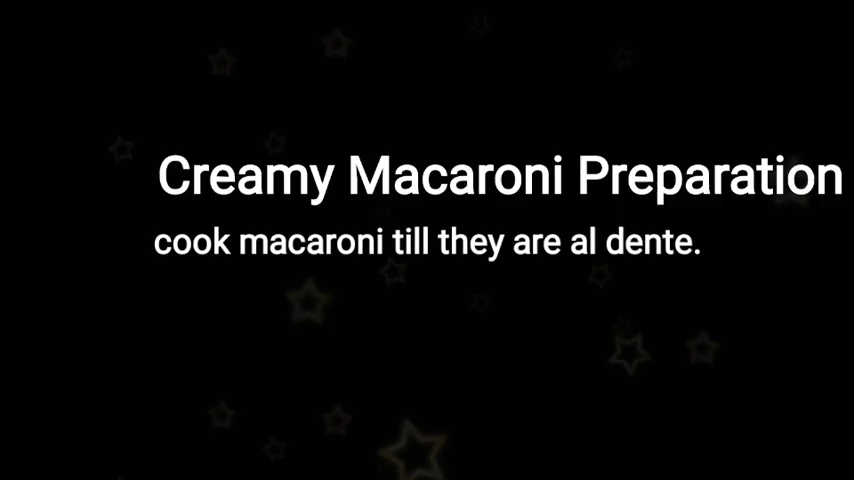 Creamy Macaroni Preparation
cook macaroni till they are al dente.